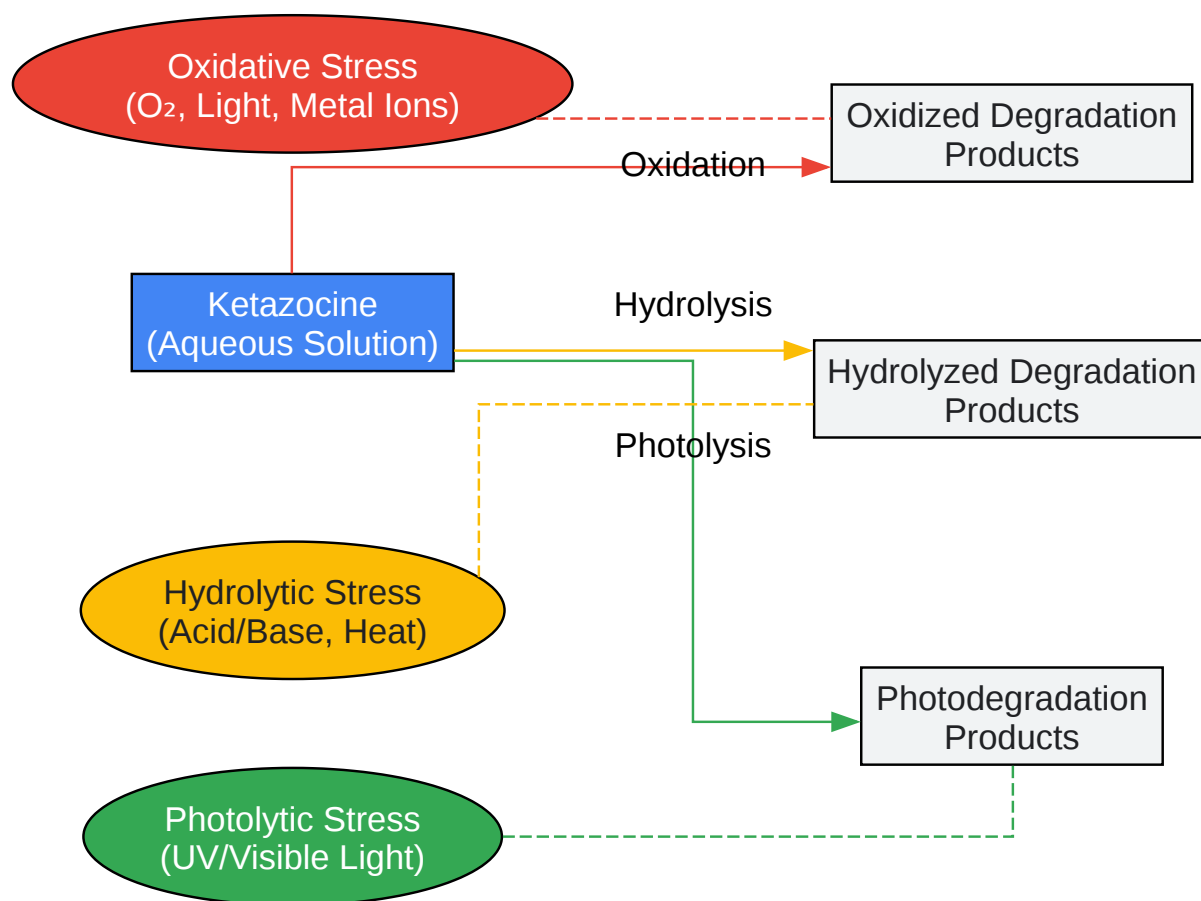 Oxidative Stress
(O₂, Light, Metal Ions)
Oxidized Degradation
Products
Oxidation
Ketazocine
(Aqueous Solution)
Hydrolysis
Hydrolyzed Degradation
Products
Photolysis
Hydrolytic Stress
(Acid/Base, Heat)
Photodegradation
Products
Photolytic Stress
(UV/Visible Light)